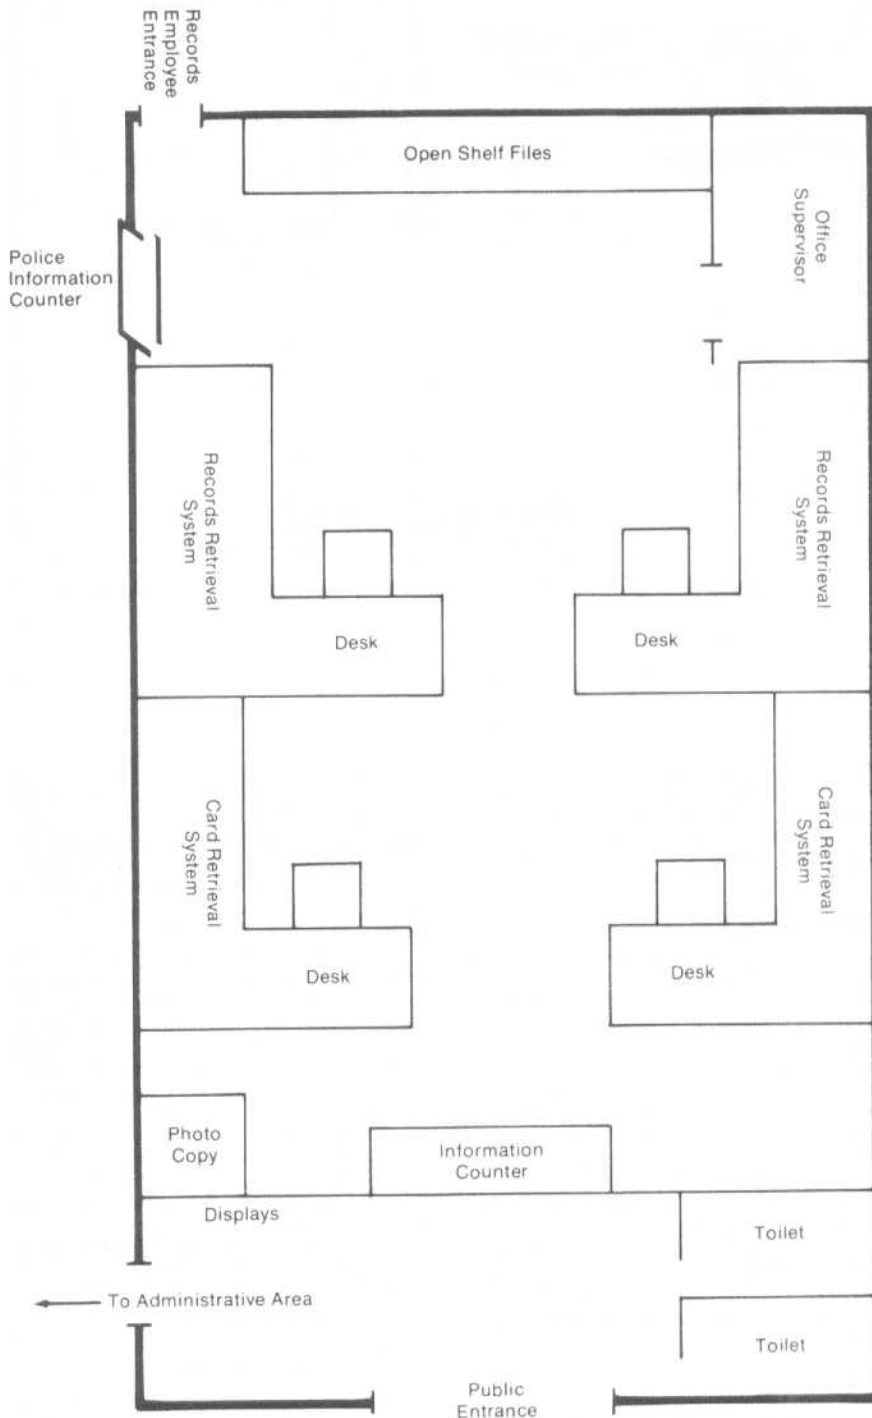 Records
Employee
Entrance
Open Shelf Files
Office
Supervisor
Police
Information
Counter
Records Retrieval
System
Records Retrieval
System
Desk
Desk
Card Retrieval
System
Card Retrieval
System
Desk
Desk
Photo
Copy
Information
Counter
Displays
Toilet
To Administrative Area
Toilet
Public
Entrance